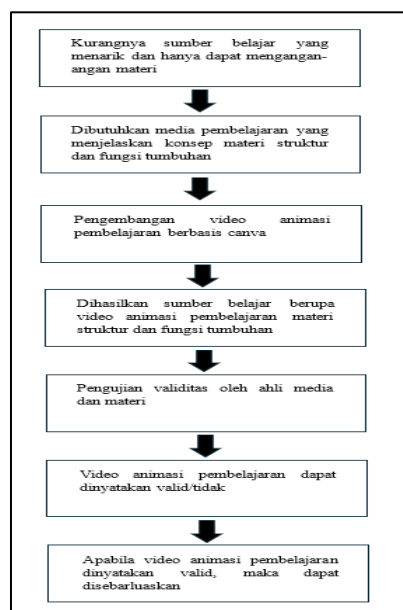 Kurangnya sumber belajar yang
menarik dan hanya dapat mengangan-
angan materi
Dibutuhkan media pembelajaran yang
menjelaskan konsep materi struktur
dan fungsi tumbuhan
Pengembangan video animasi
pembelajaran berbasis canva
Dihasilkan sumber belajar berupa
video animasi pembelajaran materi
struktur dan fungsi tumbuhan
Pengujian validitas oleh ahli media
dan materi
Video animasi pembelajaran dapat
dinyatakan valid/tidak
Apabila video animasi pembelajaran
dinyatakan valid, maka dapat
disebarluaskan